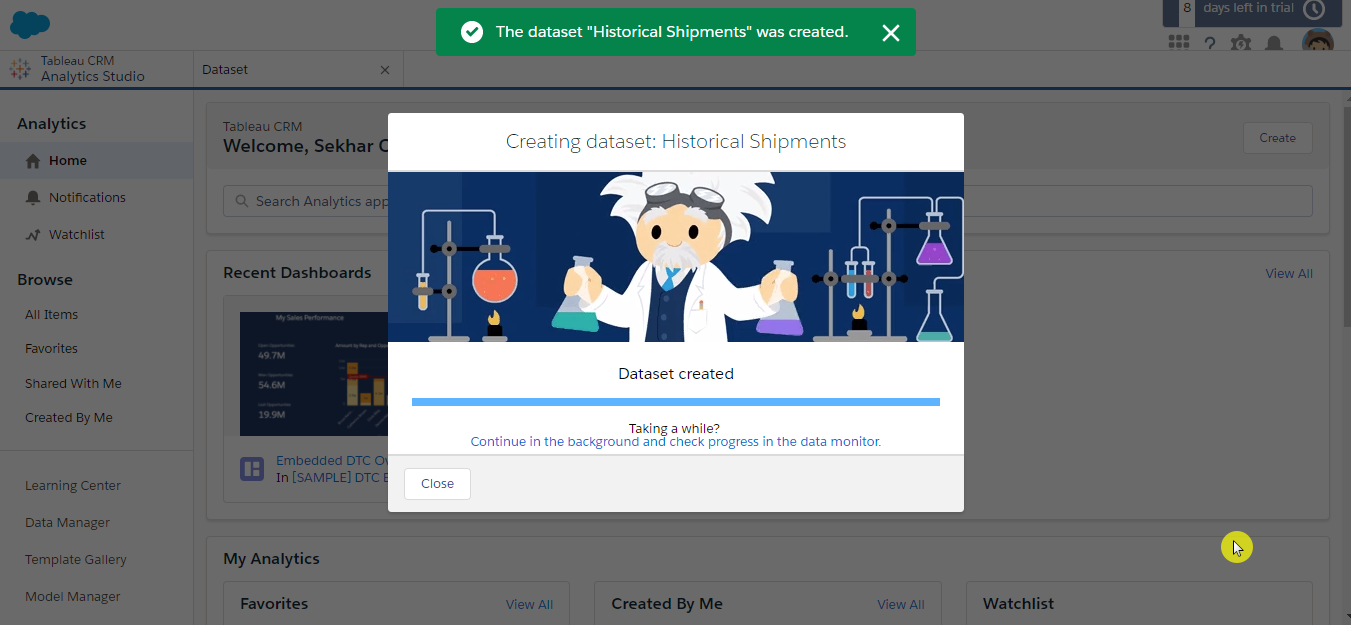 The dataset "Historical Shipments" was created.
8 days left in trial
Tableau CRM
Analytics Studio
Dataset
Analytics
Home
Notifications
Watchlist
Browse
All Items
Favorites
Shared With Me
Created By Me
Learning Center
Data Manager
Template Gallery
Model Manager
Tableau CRM
Welcome, Sekhar
Create
Search Analytics
Recent Dashboards
View All
My Sales Performance
49.7M
54.6M
19.9M
Embedded DTC
In [SAMPLE] DTC
Creating dataset: Historical Shipments
Dataset created
Taking a while?
Continue in the background and check progress in the data monitor.
Close
My Analytics
Favorites
View All
Created By Me
View All
Watchlist